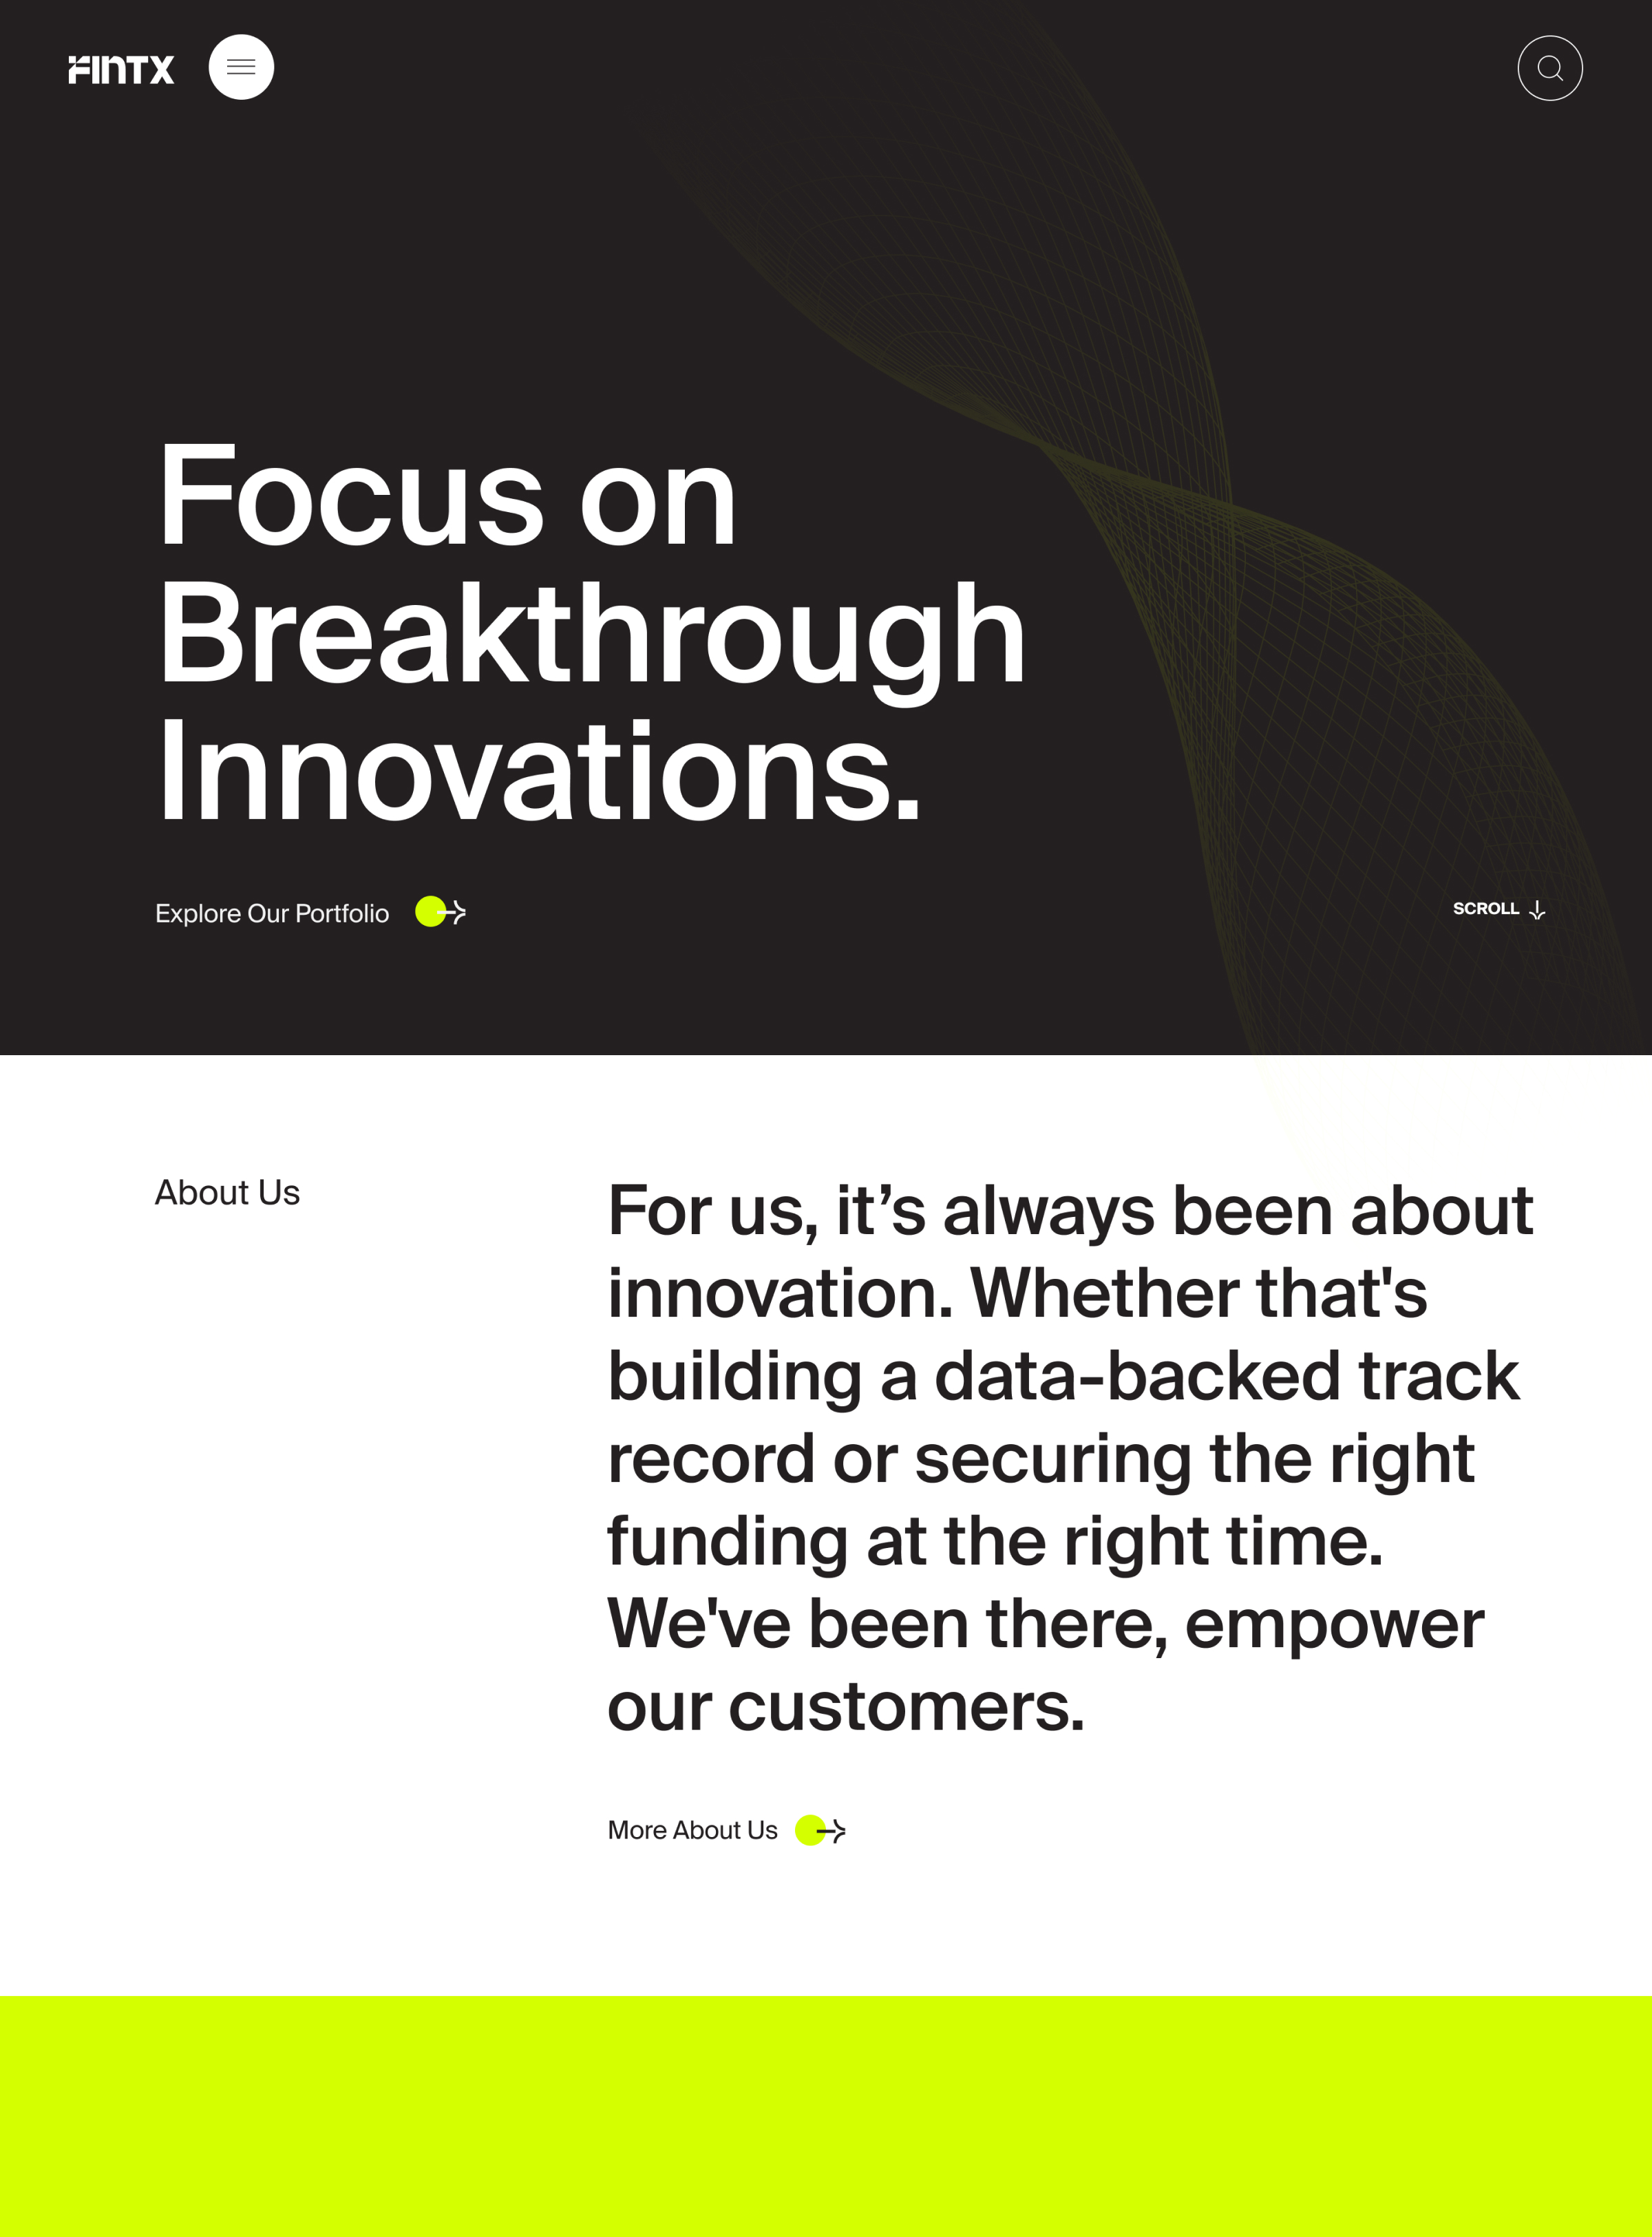 FINTX
Focus on
Breakthrough
Innovations.
Explore Our Portfolio
SCROLL
About Us
For us, it’s always been about
innovation. Whether that's
building a data-backed track
record or securing the right
funding at the right time.
We've been there, empower
our customers.
More About Us